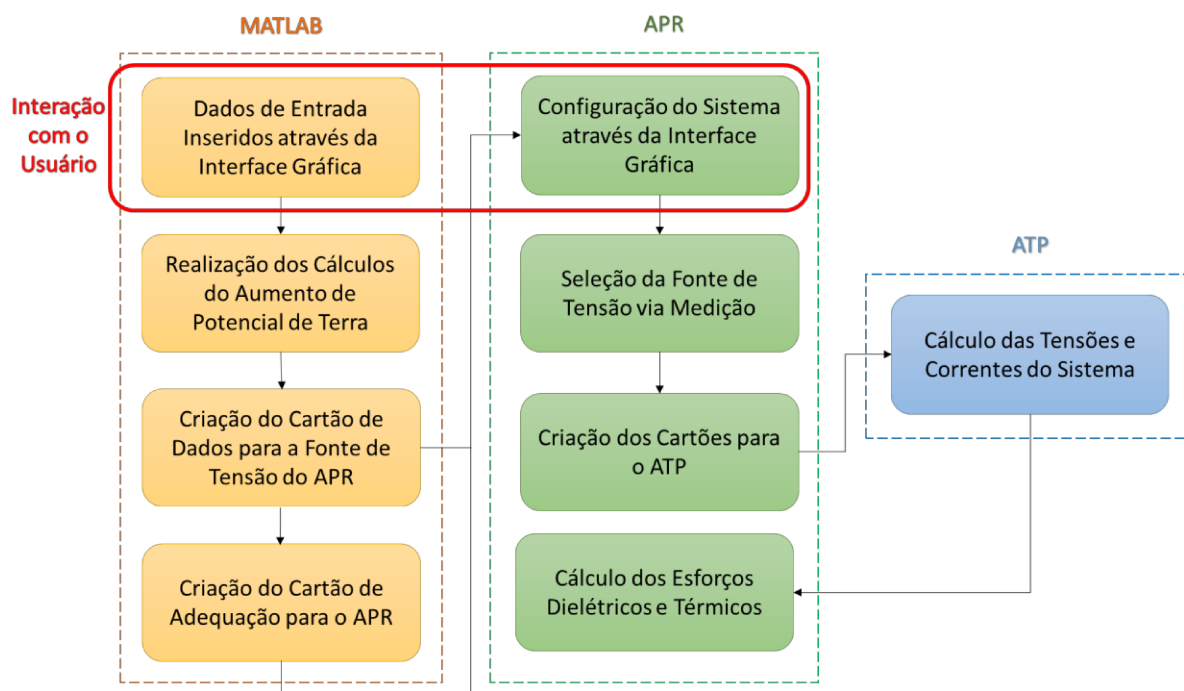 MATLAB
APR
Interação
com o
Usuário
Dados de Entrada
Inseridos através da
Interface Gráfica
Configuração do Sistema
através da Interface
Gráfica
Realização dos Cálculos
do Aumento de
Potencial de Terra
Seleção da Fonte de
Tensão via Medição
ATP
Cálculo das Tensões e
Correntes do Sistema
Criação do Cartão de
Dados para a Fonte de
Tensão do APR
Criação dos Cartões para
o ATP
Criação do Cartão de
Adequação para o APR
Cálculo dos Esforços
Dielétricos e Térmicos